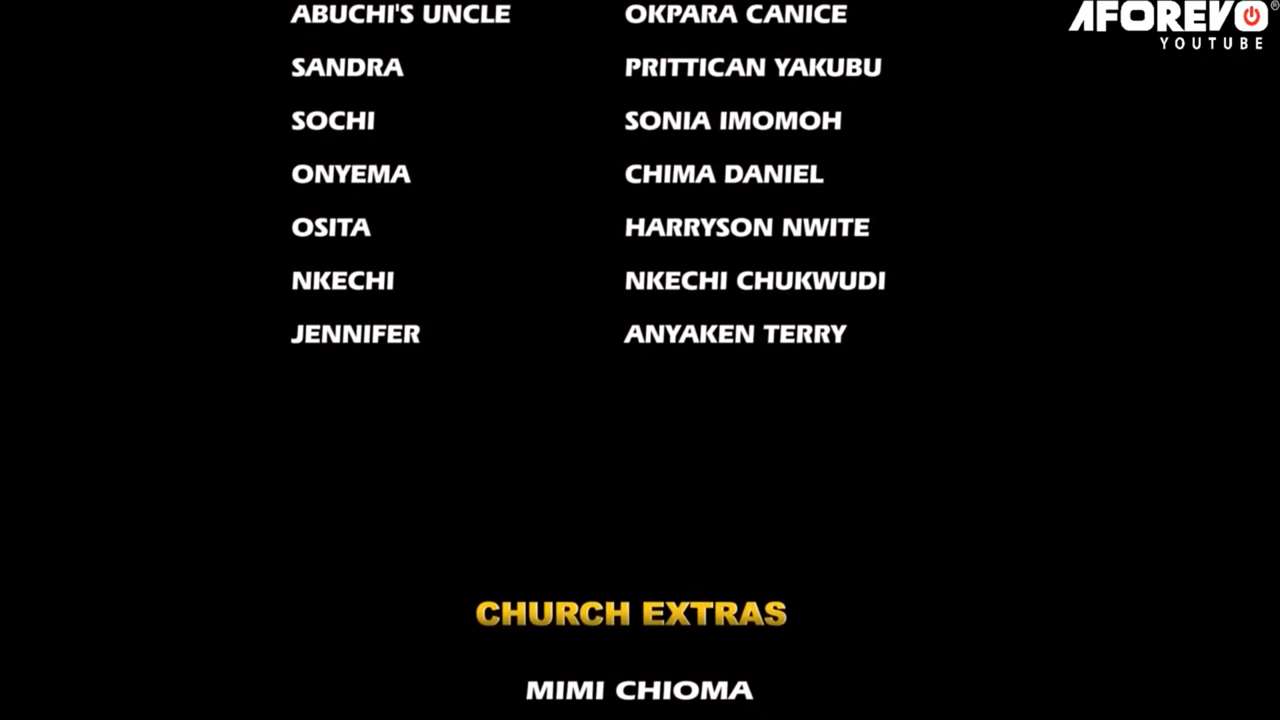 ABUCHI'S UNCLE OKPARA CANICE
AFOREVO®
YOUTUBE
SANDRA PRITTICAN YAKUBU
SOCHI SONIA IMOMOH
ONYEMA CHIMA DANIEL
OSITA HARRYSON NWITE
NKECHI NKECHI CHUKWUDI
JENNIFER ANYAKEN TERRY
CHURCH EXTRAS
MIMI CHIOMA